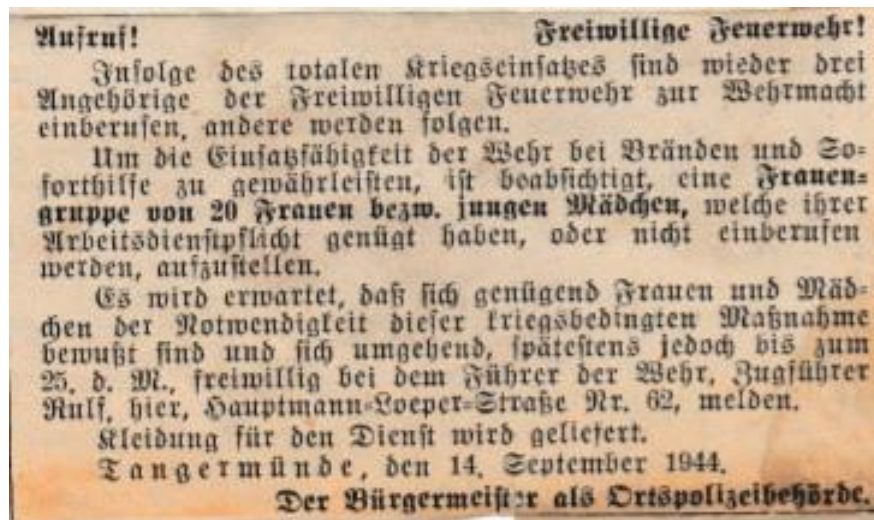 Aufruf! Freiwillige Feuerwehr!
Infolge des totalen Kriegseinsatzes sind wieder drei
Angehörige der Freiwilligen Feuerwehr zur Wehrmacht
einberufen, andere werden folgen.
Um die Einsatzfähigkeit der Wehr bei Bränden und So-
forthilfe zu gewährleisten, ist beabsichtigt, eine Frauen-
gruppe von 20 Frauen bezw. jungen Mädchen, welche ihrer
Arbeitsdienstpflicht genügt haben, oder nicht einberufen
werden, aufzustellen.
Es wird erwartet, daß sich genügend Frauen und Mäd-
chen der Notwendigkeit dieser kriegsbedingten Maßnahme
bewußt sind und sich umgehend, spätestens jedoch bis zum
25. d. M., freiwillig bei dem Führer der Wehr, Zugführer
Rulf, hier, Hauptmann-Loeper-Straße Nr. 62, melden.
Kleidung für den Dienst wird geliefert.
Tangermünde, den 14. September 1944.
Der Bürgermeister als Ortspolizeibehörde.